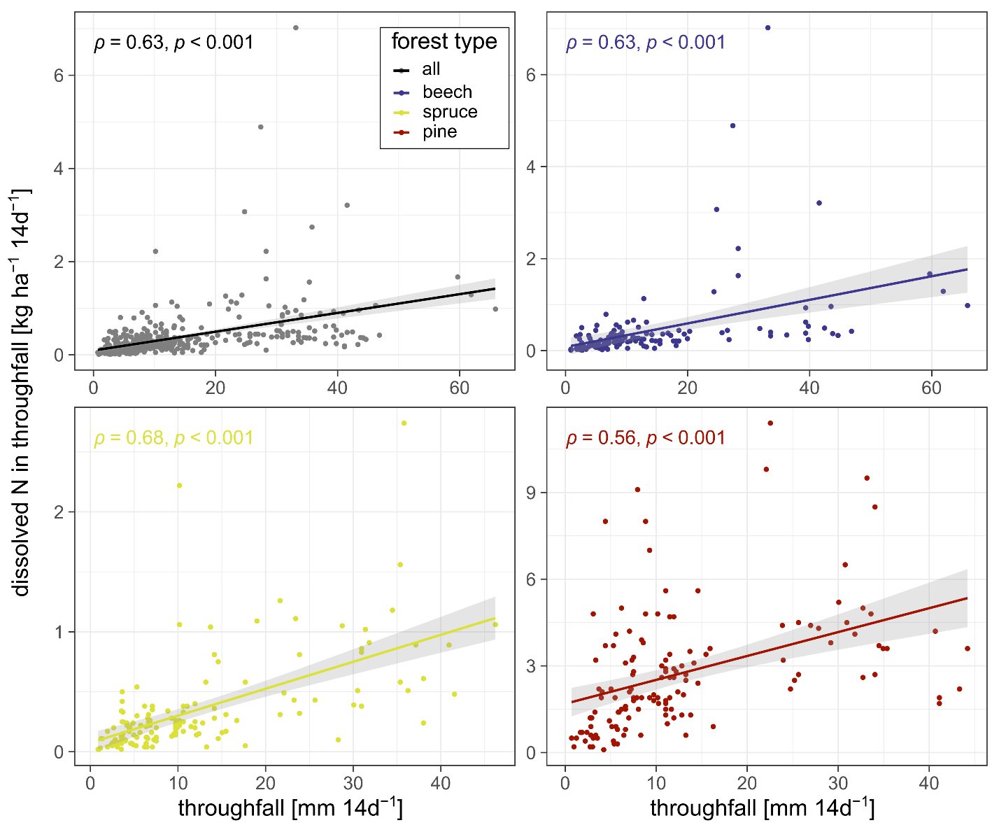 ρ = 0.63, p < 0.001
forest type
all
beech
spruce
pine
6
4
2
0
0 20 40 60
ρ = 0.63, p < 0.001
6
4
2
0
0 20 40 60
dissolved N in throughfall [kg ha⁻¹ 14d⁻¹]
ρ = 0.68, p < 0.001
2
1
0
0 10 20 30 40
throughfall [mm 14d⁻¹]
ρ = 0.56, p < 0.001
9
6
3
0
0 10 20 30 40
throughfall [mm 14d⁻¹]